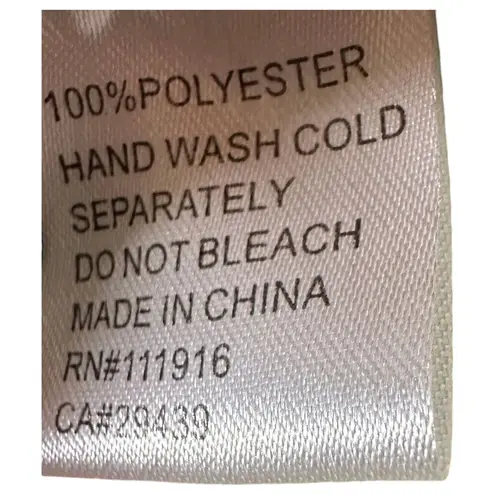 100%POLYESTER
HAND WASH COLD
SEPARATELY
DO NOT BLEACH
MADE IN CHINA
RN#111916
CA#29439